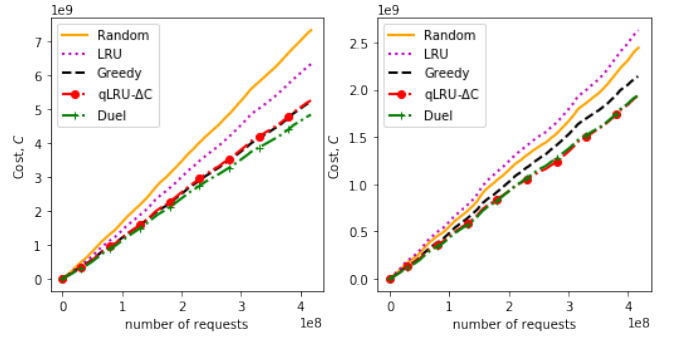 1e9
7
6
5
4
3
2
1
0
Cost, C
Random
LRU
Greedy
qLRU-ΔC
Duel
0
1
2
3
4
1e8
number of requests
1e9
2.5
2.0
1.5
1.0
0.5
0.0
Cost, C
Random
LRU
Greedy
qLRU-ΔC
Duel
0
1
2
3
4
1e8
number of requests